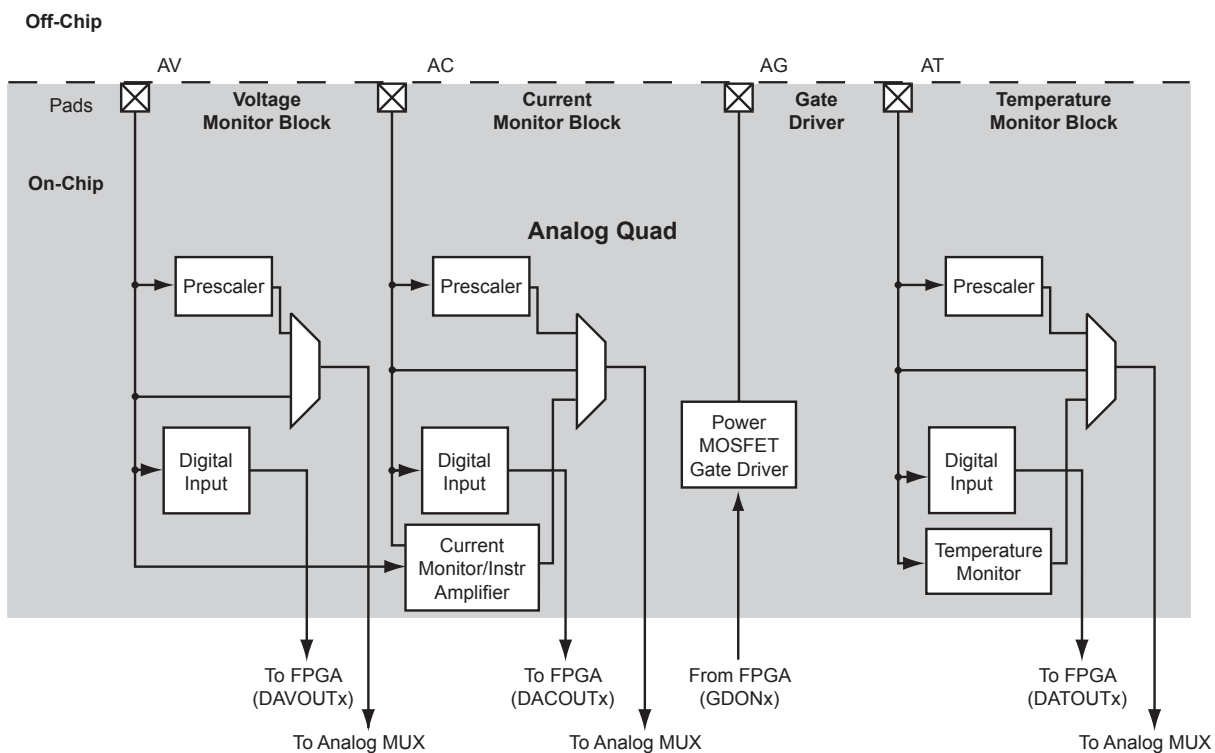 Off-Chip
AV
AC
AG
AT
Pads
Voltage
Monitor Block
Current
Monitor Block
Gate
Driver
Temperature
Monitor Block
On-Chip
Analog Quad
Prescaler
Prescaler
Prescaler
Power
MOSFET
Gate Driver
Digital
Input
Digital
Input
Digital
Input
Current
Monitor/Instr
Amplifier
Temperature
Monitor
To FPGA
(DAVOUTx)
To FPGA
(DACOUTx)
From FPGA
(GDONx)
To FPGA
(DATOUTx)
To Analog MUX
To Analog MUX
To Analog MUX